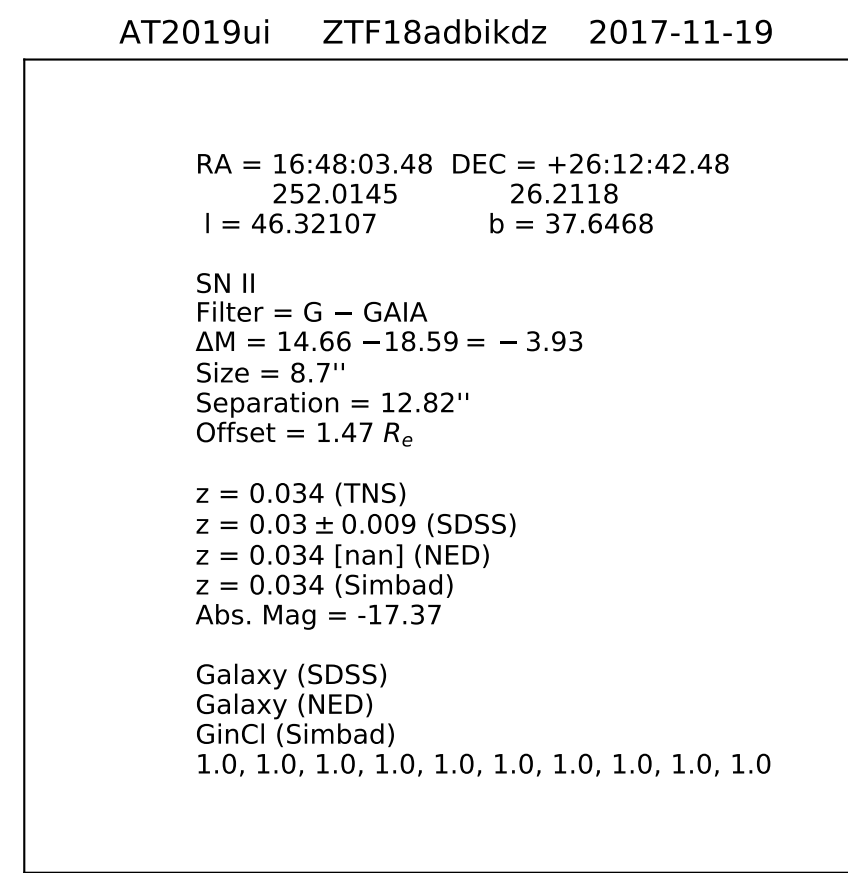 AT2019ui ZTF18adbikdz 2017-11-19
RA = 16:48:03.48 DEC = +26:12:42.48
252.0145 26.2118
l = 46.32107 b = 37.6468
SN II
Filter = G − GAIA
ΔM = 14.66 −18.59 = − 3.93
Size = 8.7''
Separation = 12.82''
Offset = 1.47 Re
z = 0.034 (TNS)
z = 0.03 ± 0.009 (SDSS)
z = 0.034 [nan] (NED)
z = 0.034 (Simbad)
Abs. Mag = -17.37
Galaxy (SDSS)
Galaxy (NED)
GinCl (Simbad)
1.0, 1.0, 1.0, 1.0, 1.0, 1.0, 1.0, 1.0, 1.0, 1.0